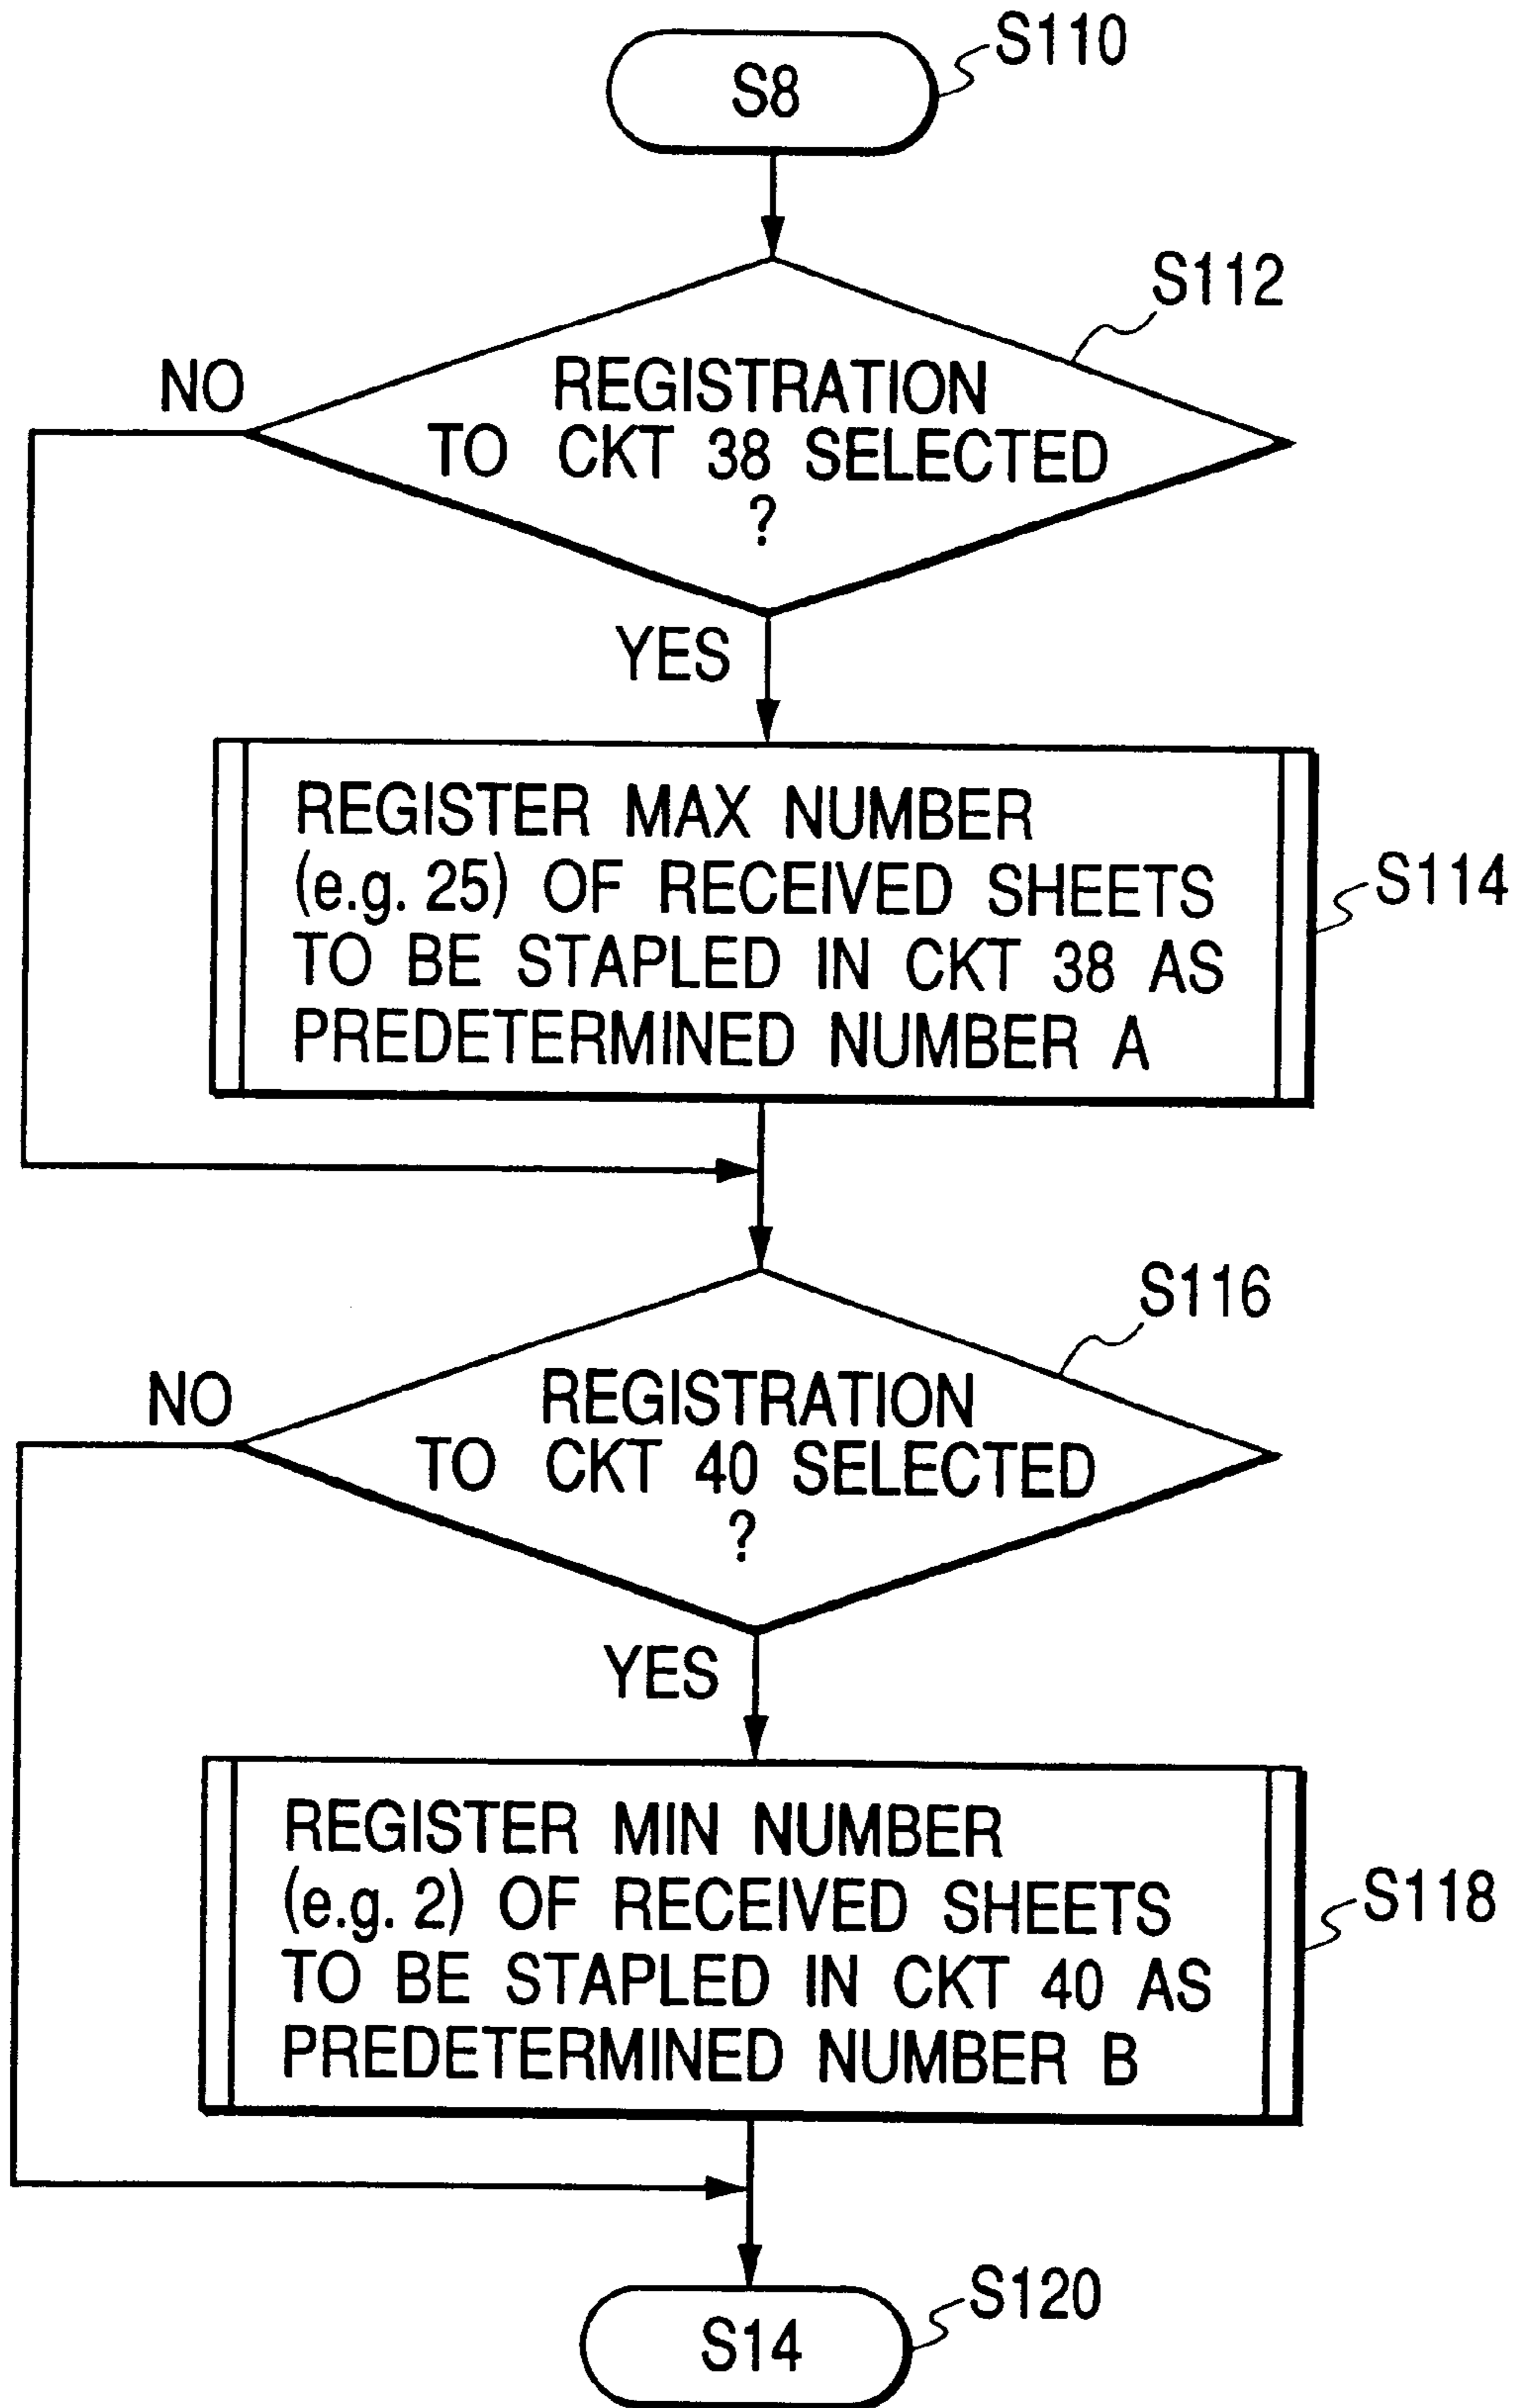 S8
S110
S112
NO
REGISTRATION
TO CKT 38 SELECTED
?
YES
REGISTER MAX NUMBER
(e.g. 25) OF RECEIVED SHEETS
TO BE STAPLED IN CKT 38 AS
PREDETERMINED NUMBER A
S114
S116
NO
REGISTRATION
TO CKT 40 SELECTED
?
YES
REGISTER MIN NUMBER
(e.g. 2) OF RECEIVED SHEETS
TO BE STAPLED IN CKT 40 AS
PREDETERMINED NUMBER B
S118
S14
S120